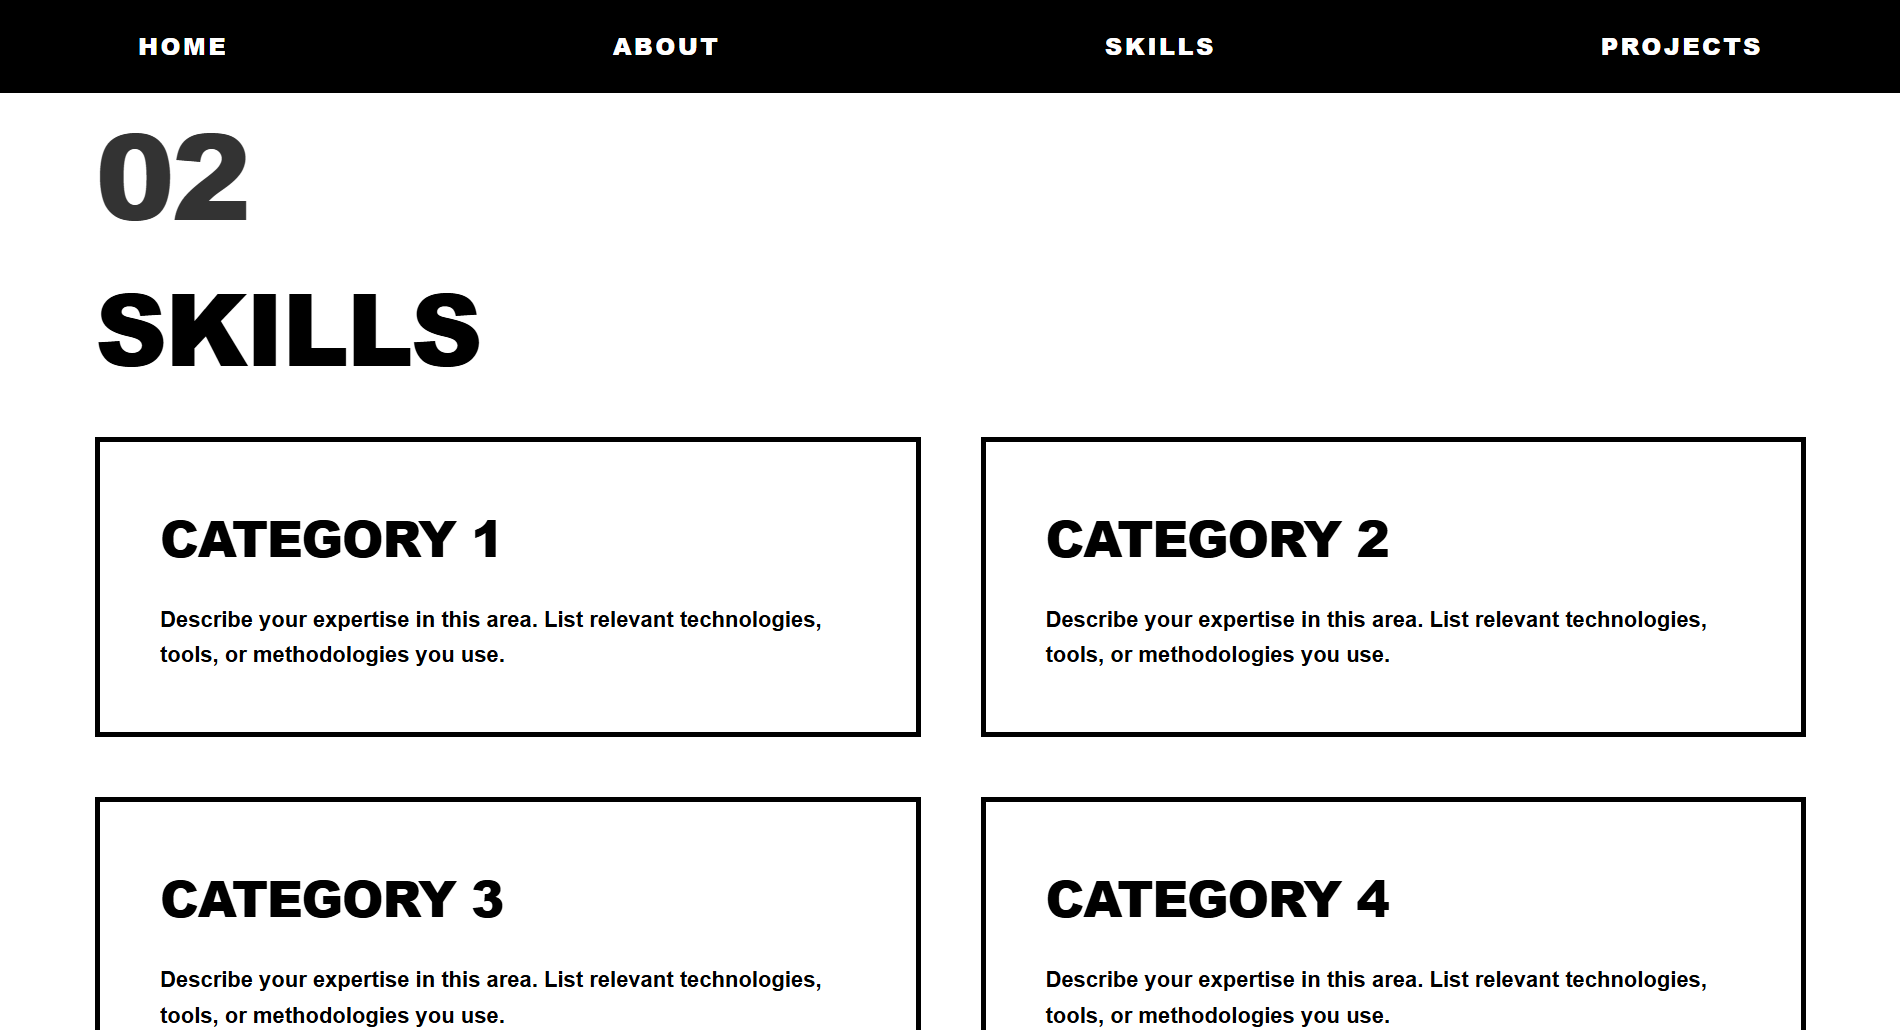 HOME ABOUT SKILLS PROJECTS
02
SKILLS
CATEGORY 1
Describe your expertise in this area. List relevant technologies,
tools, or methodologies you use.
CATEGORY 2
Describe your expertise in this area. List relevant technologies,
tools, or methodologies you use.
CATEGORY 3
Describe your expertise in this area. List relevant technologies,
tools, or methodologies you use.
CATEGORY 4
Describe your expertise in this area. List relevant technologies,
tools, or methodologies you use.